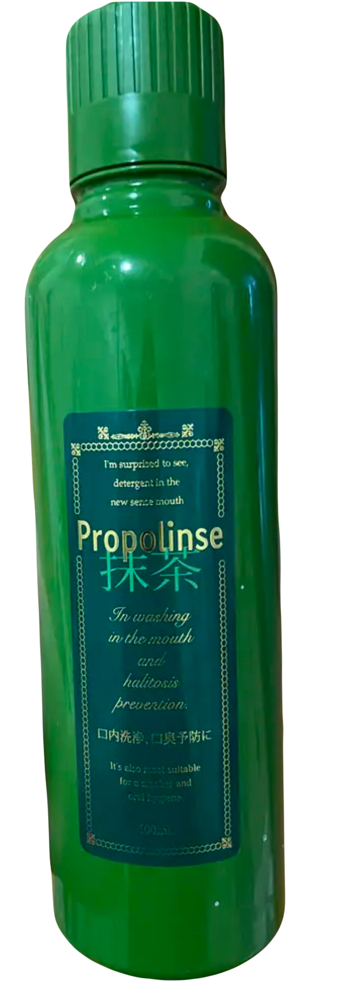 I'm surprised to see,
detergent in the
new sense mouth
Propolinse
抹茶
In washing
in the mouth
and
halitosis
prevention.
口内洗浄、口臭予防に
It's also most suitable
for a smoker and
oral hygiene.